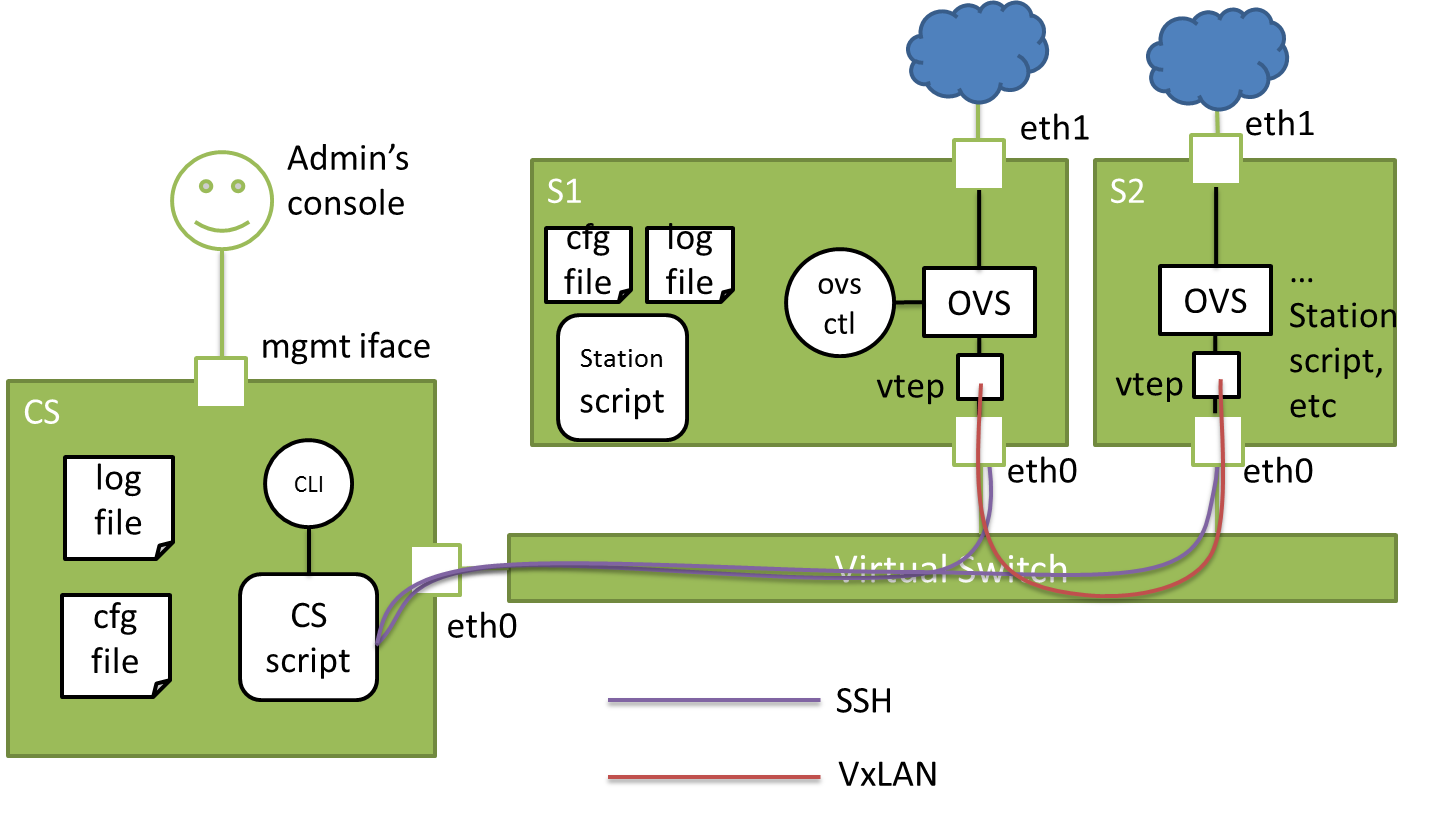 eth1
eth1
Admin’s
console
S1
S2
cfg
file
log
file
ovs
ctl
OVS
OVS
...
Station
script,
etc
Station
script
vtep
vtep
mgmt iface
CS
eth0
eth0
log
file
CLI
Virtual Switch
cfg
file
CS
script
eth0
SSH
VxLAN